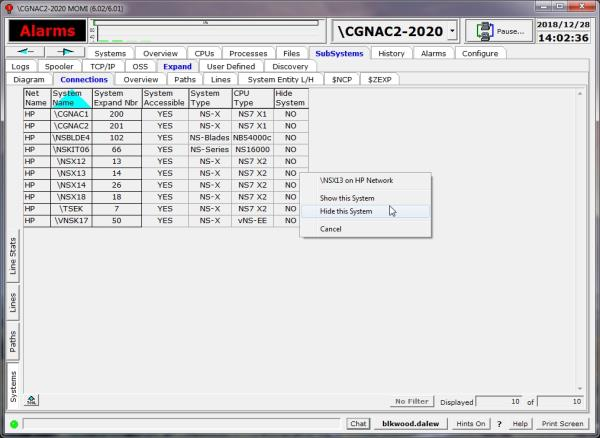 \CGNAC2-2020 MOMI (6.02/6.01)
Alarms
\CGNAC2-2020
Pause...
2018/12/28
14:02:36
Systems Overview CPUs Processes Files SubSystems History Alarms Configure
Logs Spooler TCP/IP OSS Expand User Defined Discovery
Diagram Connections Overview Paths Lines System Entity L/H $NCP $ZEXP
Net Name System Name System Expand Nbr System Accessible System Type CPU Type Hide System
HP \CGNAC1 200 YES NS-X NS7 X1 NO
HP \CGNAC2 201 YES NS-X NS7 X1 NO
HP \NSBLDE4 102 YES NS-Blades NB54000c NO
HP \NSKIT06 66 YES NS-Series NS16000 NO
HP \NSX12 13 YES NS-X NS7 X2 NO
HP \NSX13 14 YES NS-X NS7 X2 NO
HP \NSX14 26 YES NS-X NS7 X2 NO
HP \NSX18 18 YES NS-X NS7 X2 NO
HP \TSEK 7 YES NS-X NS7 X2 NO
HP \VNSK17 50 YES NS-X vNS-EE NO
\NSX13 on HP Network
Show this System
Hide this System
Cancel
Line Stats
Lines
Paths
Systems
No Filter Displayed 10 of 10
Chat blkwood.dalew Hints On ? Help Print Screen